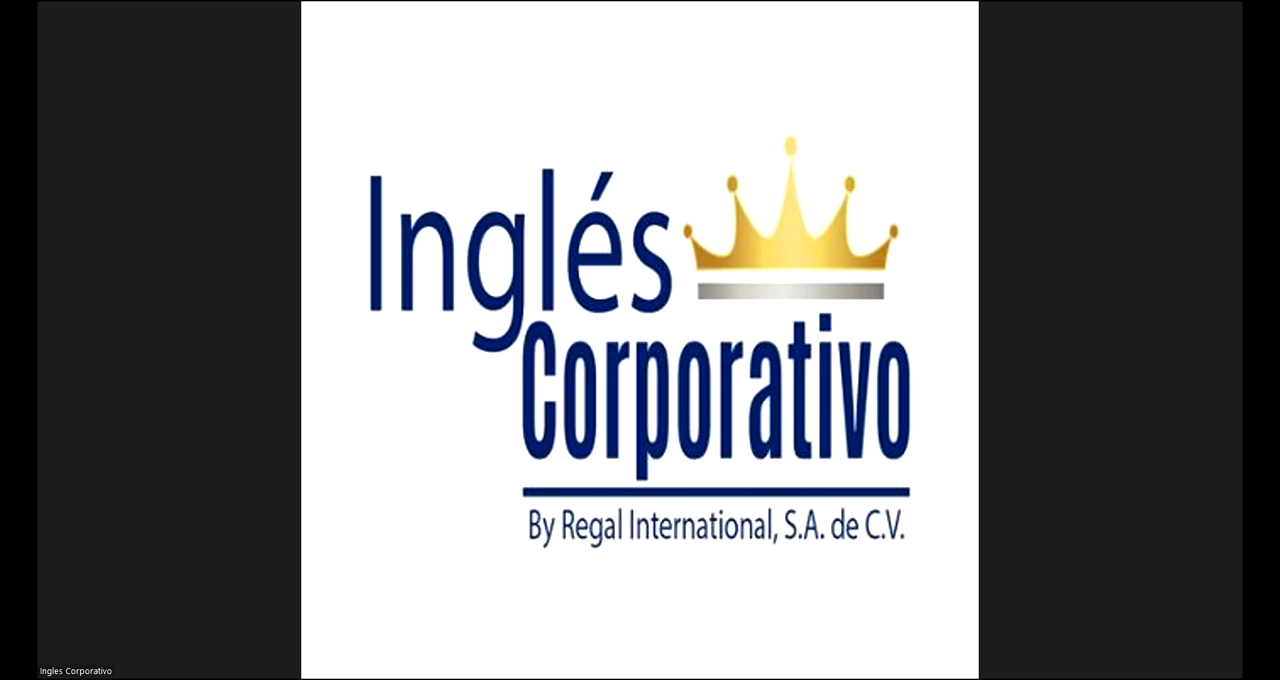 Inglés
Corporativo
By Regal International, S.A. de C.V.
Ingles Corporativo